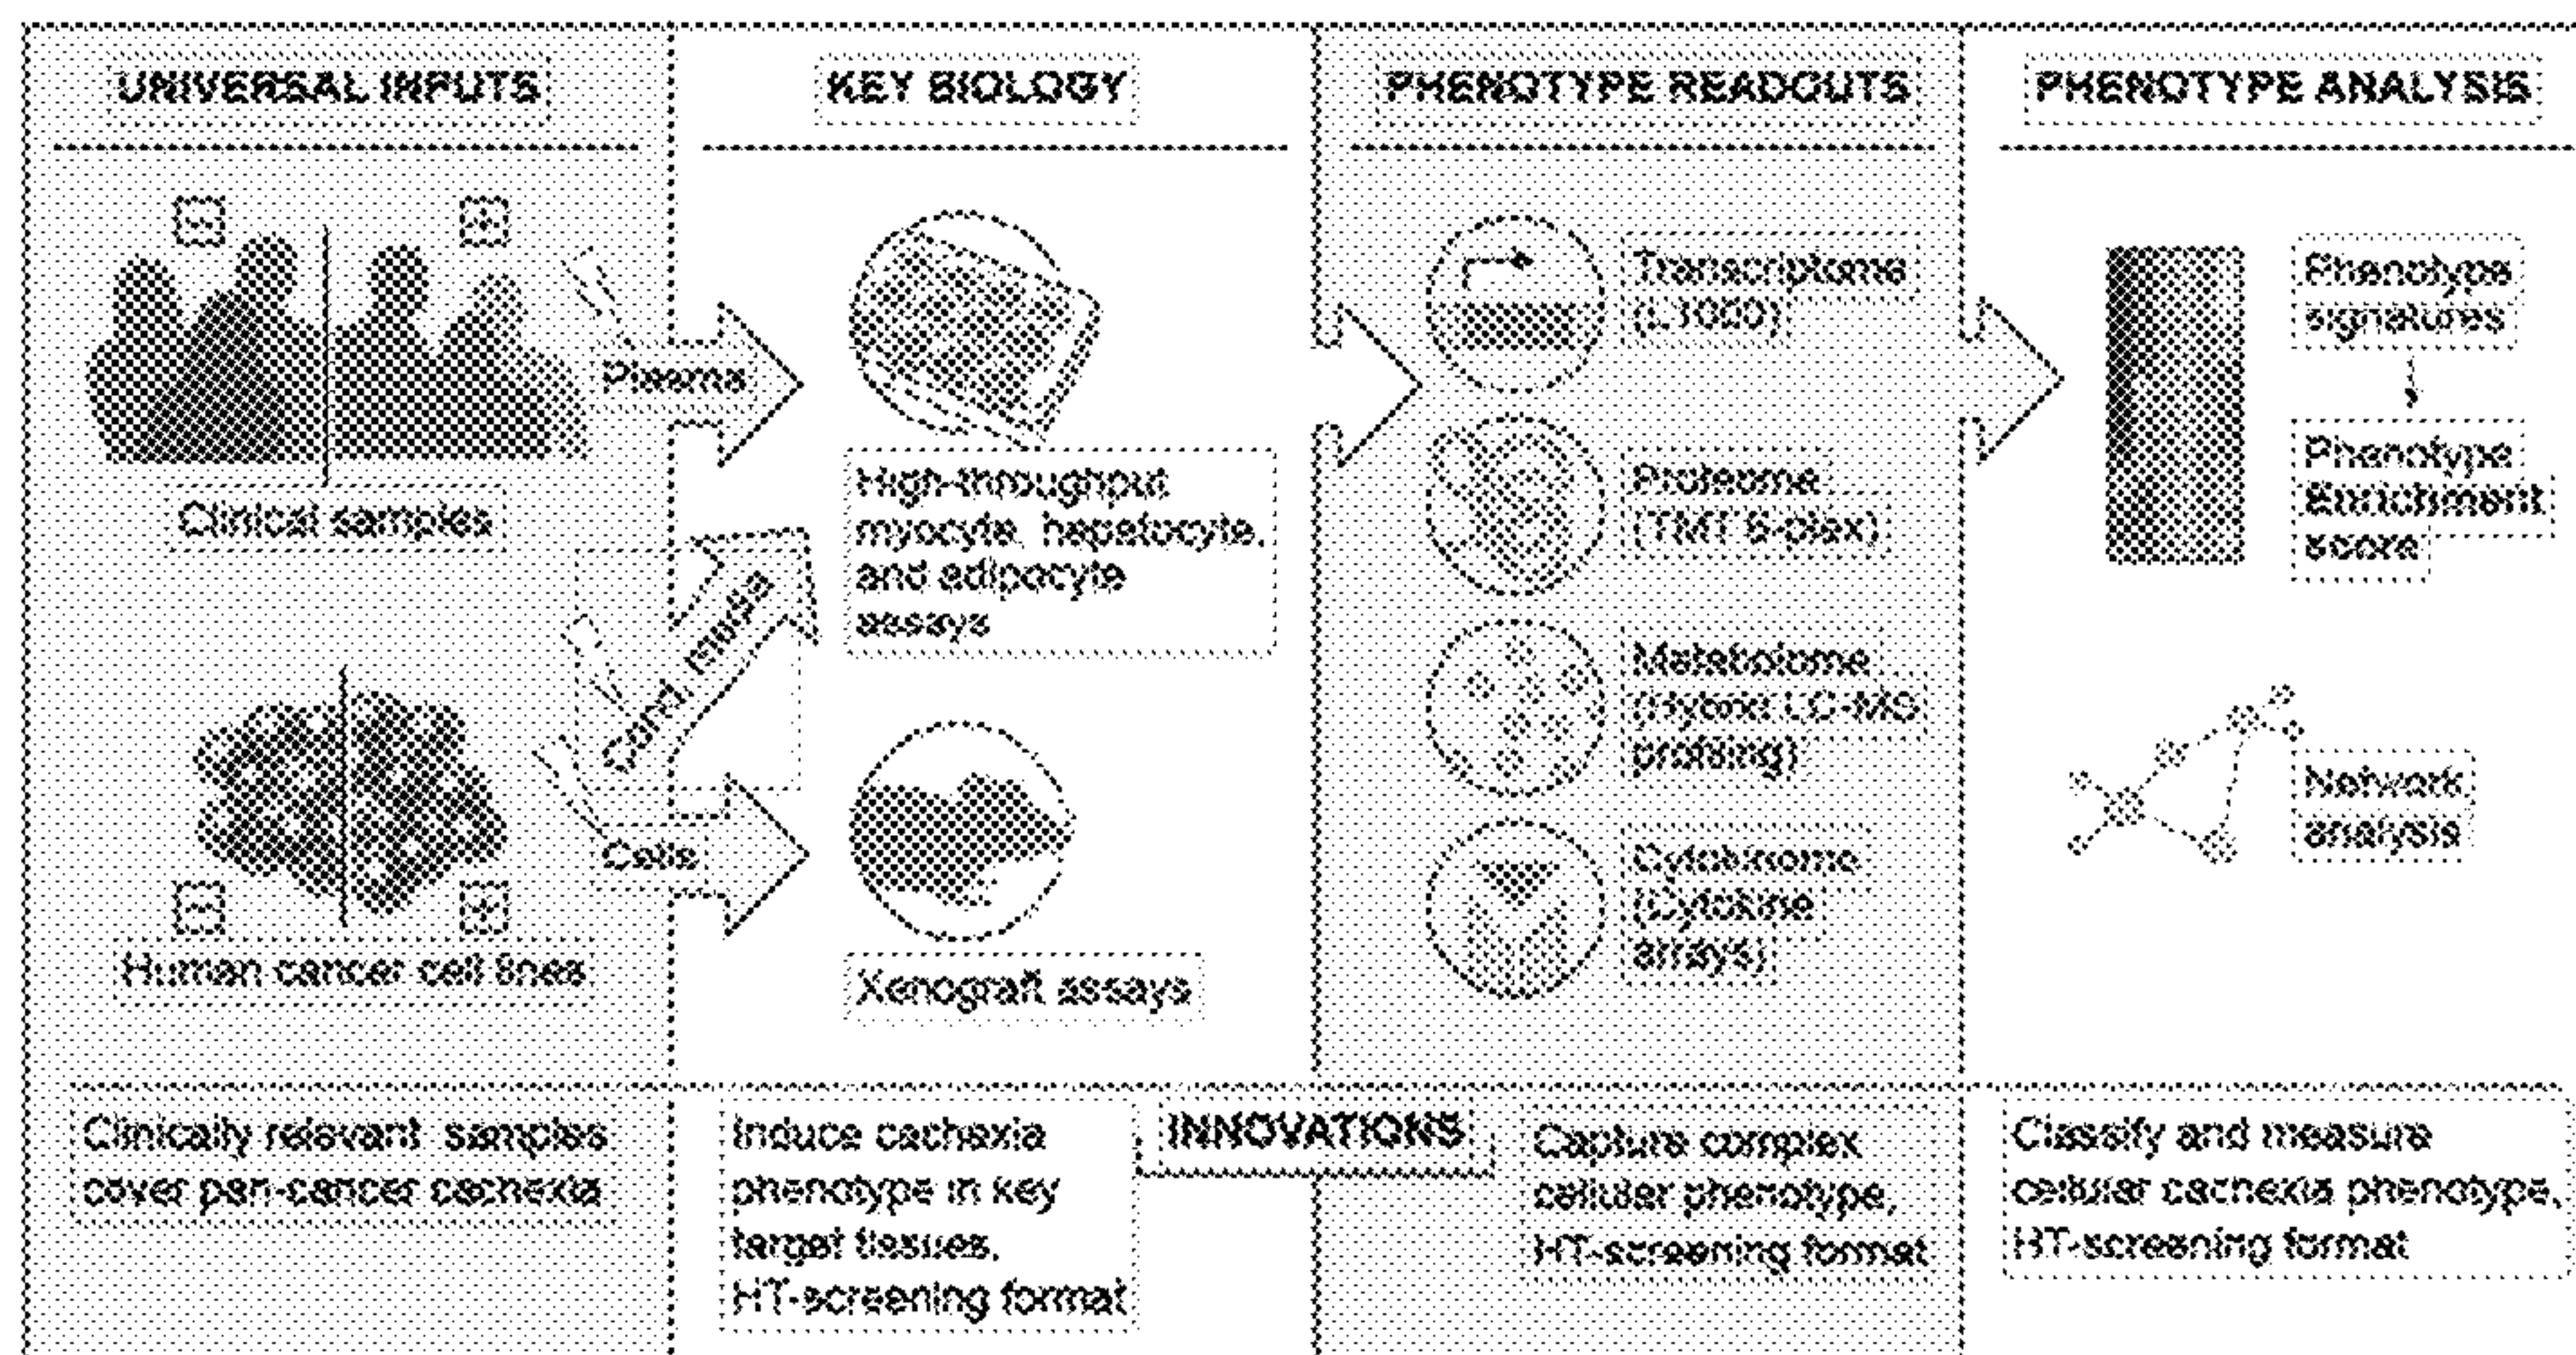 UNIVERSAL INPUTS
Clinical samples
Human cancer cell lines
Plasma
Cond. media
Cells
KEY BIOLOGY
High-throughput
myocyte, hepatocyte,
and adipocyte
assays
Xenograft assays
PHENOTYPE READOUTS
Transcriptome
(L1000)
Proteome
(TMT 6-plex)
Metabolome
(Hybrid LC-MS
profiling)
Cytokinome
(Cytokine
arrays)
PHENOTYPE ANALYSIS
Phenotype
signatures
Phenotype
Enrichment
score
Network
analysis
INNOVATIONS
Clinically relevant samples
cover pan-cancer cachexia
Induce cachexia
phenotype in key
target tissues,
HT-screening format
Capture complex
cellular phenotype,
HT-screening format
Classify and measure
cellular cachexia phenotype,
HT-screening format